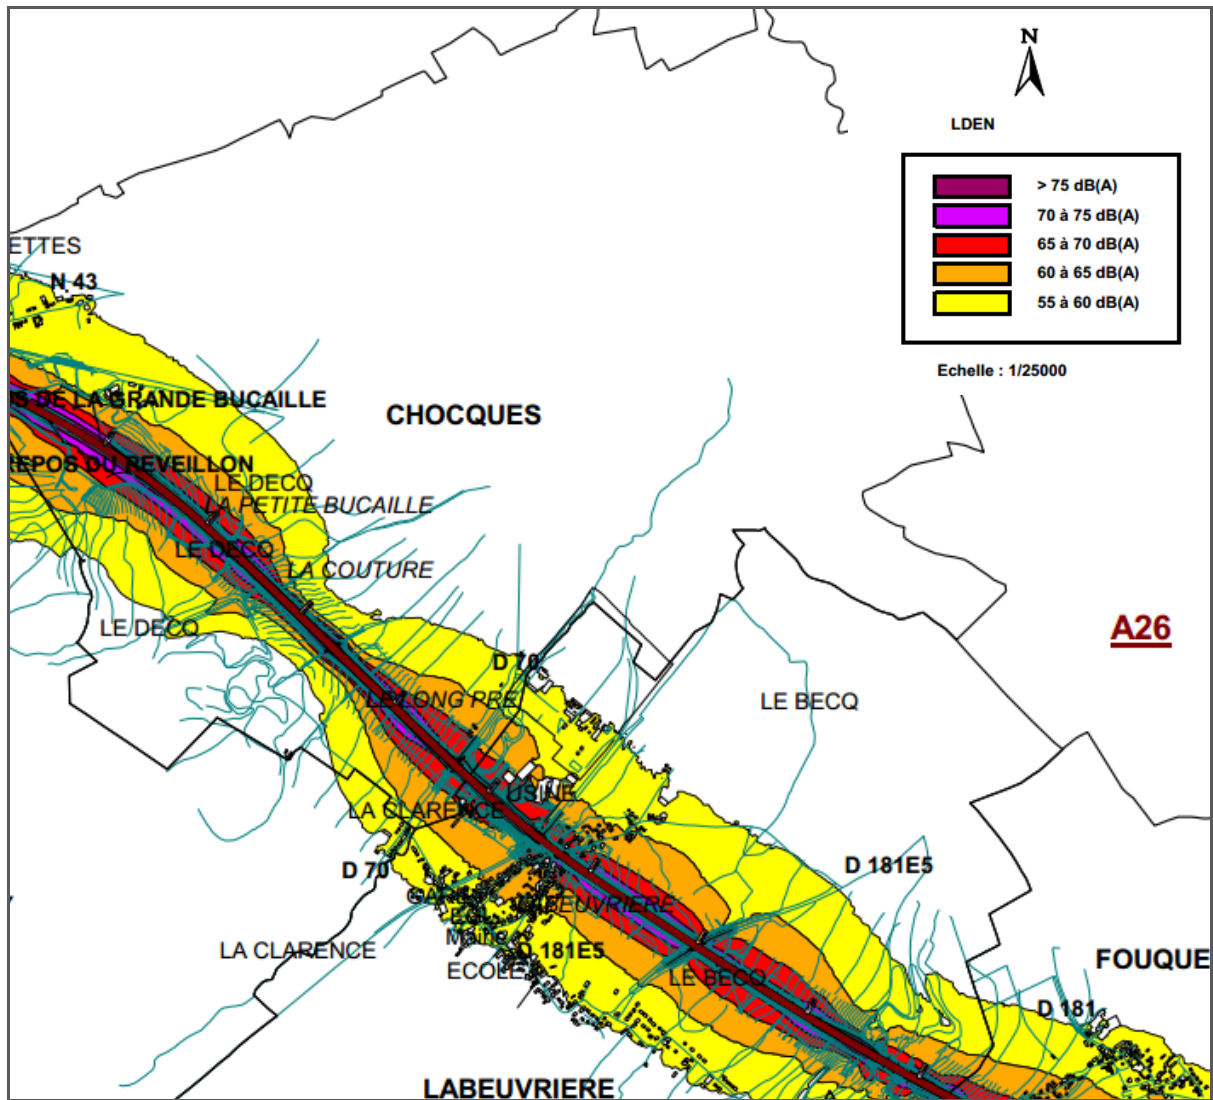 N
LDEN
> 75 dB(A)
70 à 75 dB(A)
65 à 70 dB(A)
60 à 65 dB(A)
55 à 60 dB(A)
Echelle : 1/25000
ETTES
N 43
S DE LA GRANDE BUCAILLE
CHOCQUES
REPOS DU REVEILLON
LE DECQ
LA PETITE BUCAILLE
LE DECQ
LA COUTURE
LE DECQ
A26
D 70
LE LONG PRE
LE BECQ
USINE
LA CLARENCE
D 70
D 181E5
LABEUVRIERE
Mairie
LA CLARENCE
D 181E5
ECOLE
LE BECQ
FOUQUE
D 181
LABEUVRIERE